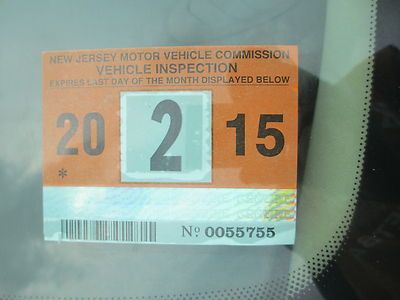 NEW JERSEY MOTOR VEHICLE COMMISSION
VEHICLE INSPECTION
EXPIRES LAST DAY OF THE MONTH DISPLAYED BELOW
20 2 15
*
Nº 0055755